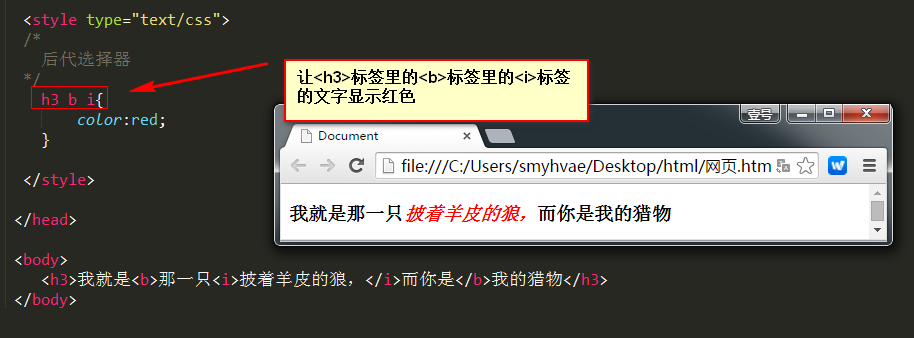 <style type="text/css">
/*
后代选择器
*/
h3 b i{
color:red;
}
</style>
</head>
<body>
<h3>我就是<b>那一只<i>披着羊皮的狼，</i>而你是</b>我的猎物</h3>
</body>
让<h3>标签里的<b>标签里的<i>标签
的文字显示红色
壹号
Document
file:///C:/Users/smyhvae/Desktop/html/网页.htm
我就是那一只披着羊皮的狼，而你是我的猎物